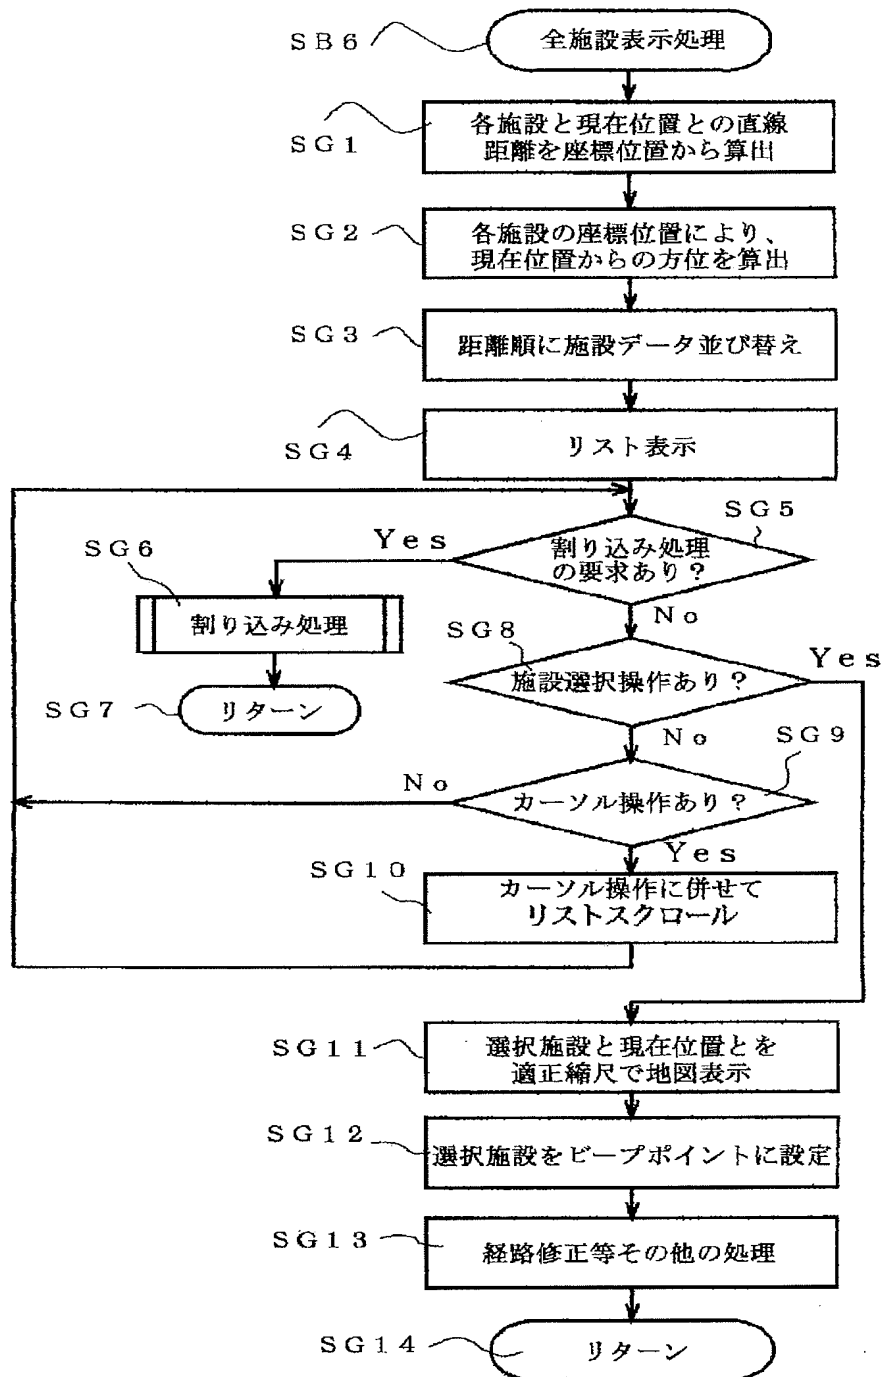 SB6
全施設表示処理
各施設と現在位置との直線
距離を座標位置から算出
SG1
SG2
各施設の座標位置により、
現在位置からの方位を算出
SG3
距離順に施設データ並び替え
リスト表示
SG4
SG5
Yes
割り込み処理
の要求あり?
SG6
No
割り込み処理
SG8
Yes
施設選択操作あり?
SG7
リターン
No
SG9
No
カーソル操作あり?
Yes
SG10
カーソル操作に併せて
リストスクロール
SG11
選択施設と現在位置とを
適正縮尺で地図表示
SG12
選択施設をビープポイントに設定
SG13
経路修正等その他の処理
SG14
リターン